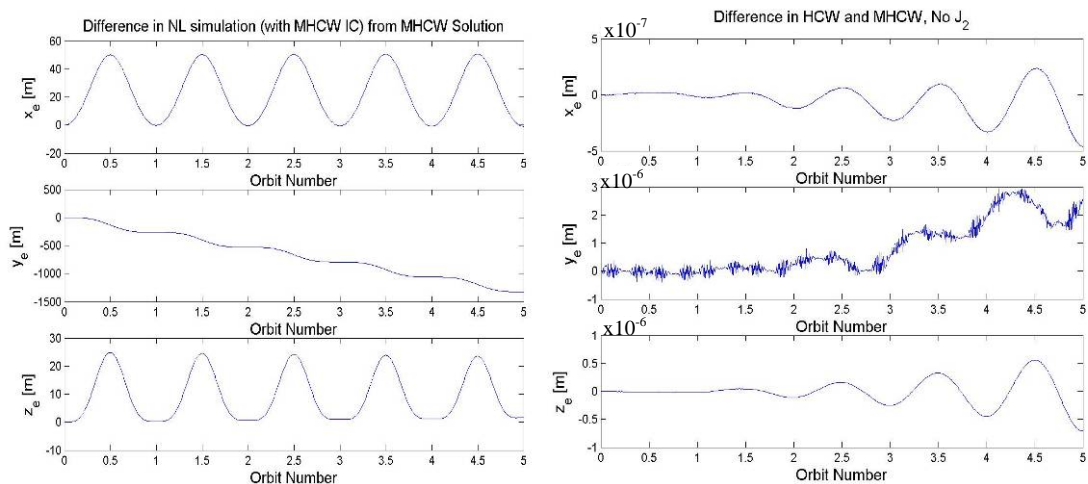 Difference in NL simulation (with MHCW IC) from MHCW Solution
60
40
20
0
-20
x_e [m]
0 0.5 1 1.5 2 2.5 3 3.5 4 4.5 5
Orbit Number
500
0
-500
-1000
-1500
y_e [m]
0 0.5 1 1.5 2 2.5 3 3.5 4 4.5 5
Orbit Number
30
20
10
0
-10
z_e [m]
0 0.5 1 1.5 2 2.5 3 3.5 4 4.5 5
Orbit Number
Difference in HCW and MHCW, No J_2
x10^-7
5
0
-5
x_e [m]
0 0.5 1 1.5 2 2.5 3 3.5 4 4.5 5
Orbit Number
x10^-6
3
2
1
0
-1
y_e [m]
0 0.5 1 1.5 2 2.5 3 3.5 4 4.5 5
Orbit Number
x10^-6
1
0.5
0
-0.5
-1
z_e [m]
0 0.5 1 1.5 2 2.5 3 3.5 4 4.5 5
Orbit Number